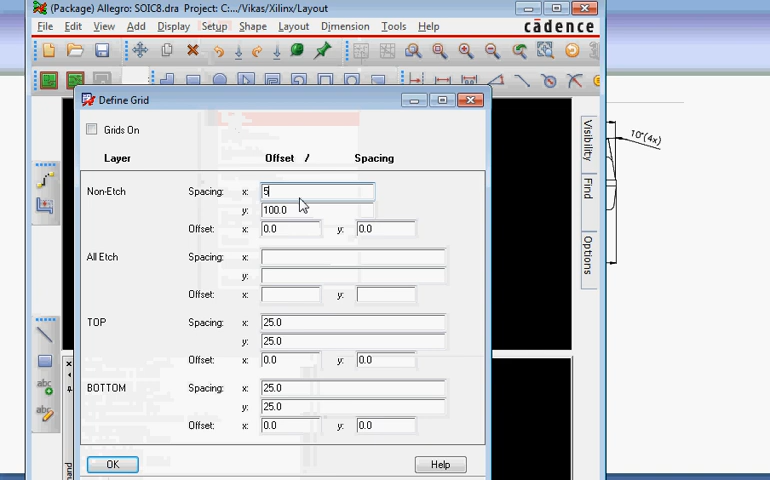 (Package) Allegro: SOIC8.dra Project: C:.../Vikas/Xilinx/Layout
File Edit View Add Display Setup Shape Layout Dimension Tools Help
cādence
Define Grid
Grids On
Layer Offset / Spacing
Non-Etch Spacing: x: 5
y: 100.0
Offset: x: 0.0 y: 0.0
All Etch Spacing: x:
y:
Offset: x: y:
TOP Spacing: x: 25.0
y: 25.0
Offset: x: 0.0 y: 0.0
BOTTOM Spacing: x: 25.0
y: 25.0
Offset: x: 0.0 y: 0.0
OK Help
Visibility
Find
Options
10°(4x)
abc
abc